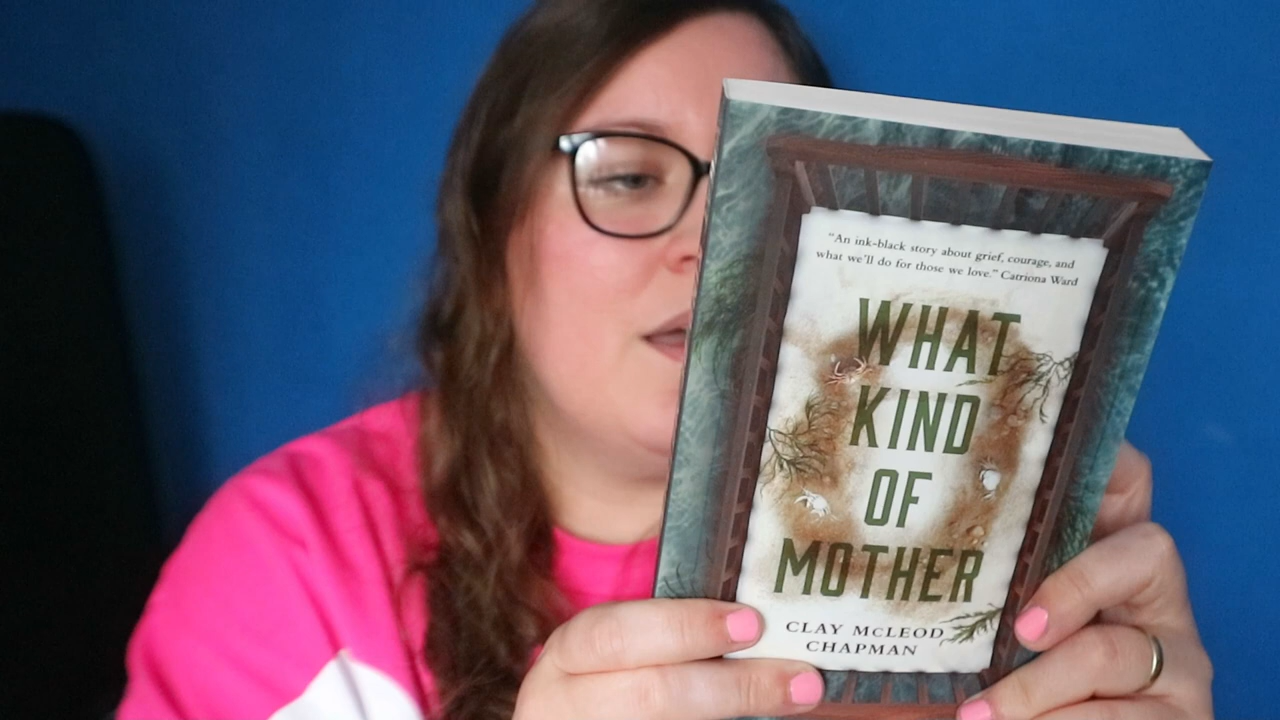 “An ink-black story about grief, courage, and
what we’ll do for those we love.” Catriona Ward
WHAT
KIND
OF
MOTHER
CLAY McLEOD
CHAPMAN